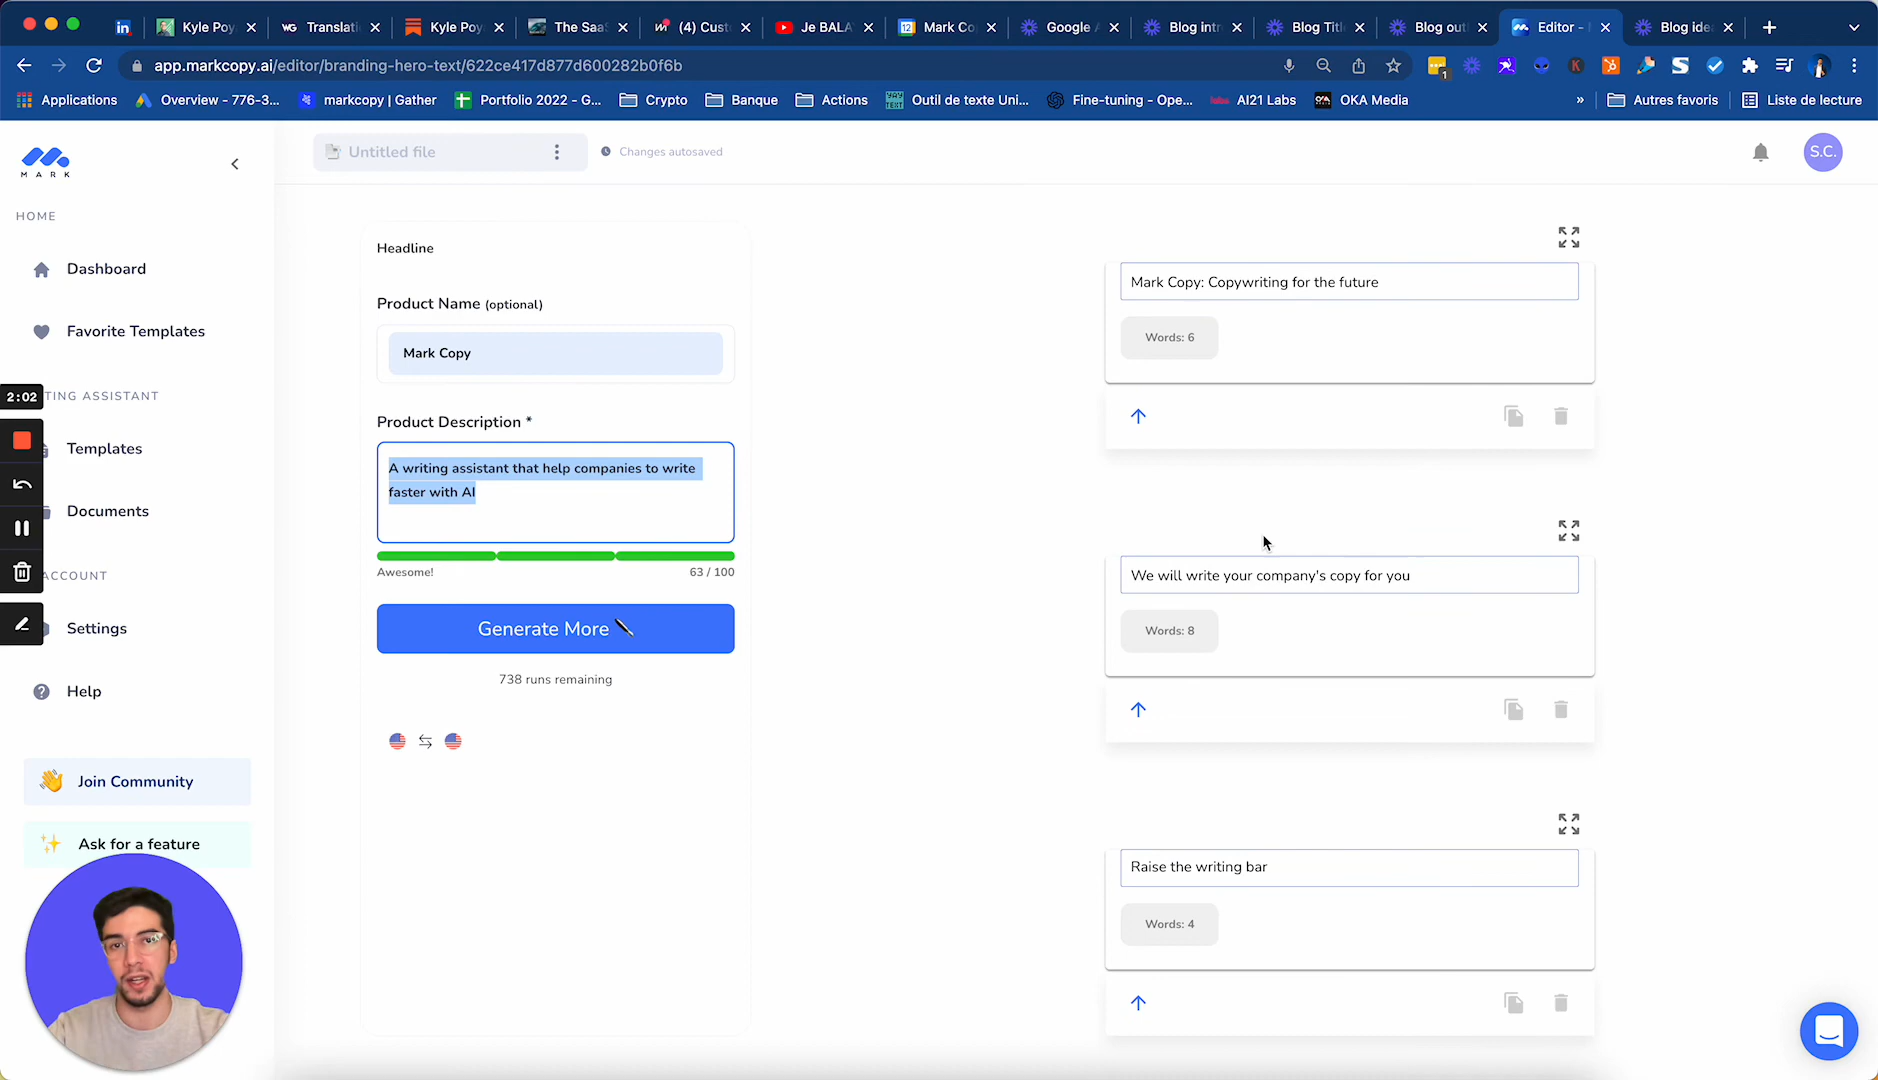 Kyle Poy
WG Translati
Kyle Poy
The Saa
(4) Cust
Je BALA
12 Mark Co
Google A
Blog intr
Blog Titl
Blog out
Editor -
Blog ide
app.markcopy.ai/editor/branding-hero-text/622ce417d877d600282b0f6b
Applications
Overview - 776-3...
markcopy | Gather
Portfolio 2022 - G...
Crypto
Banque
Actions
Outil de texte Uni...
Fine-tuning - Ope...
AI21 Labs
OKA Media
»
Autres favoris
Liste de lecture
MARK
Untitled file
Changes autosaved
S.C.
HOME
Dashboard
Favorite Templates
2:02
TING ASSISTANT
Templates
Documents
ACCOUNT
Settings
Help
Join Community
Ask for a feature
Headline
Product Name (optional)
Mark Copy
Product Description *
A writing assistant that help companies to write
faster with AI
Awesome!
63 / 100
Generate More
738 runs remaining
Mark Copy: Copywriting for the future
Words: 6
We will write your company's copy for you
Words: 8
Raise the writing bar
Words: 4